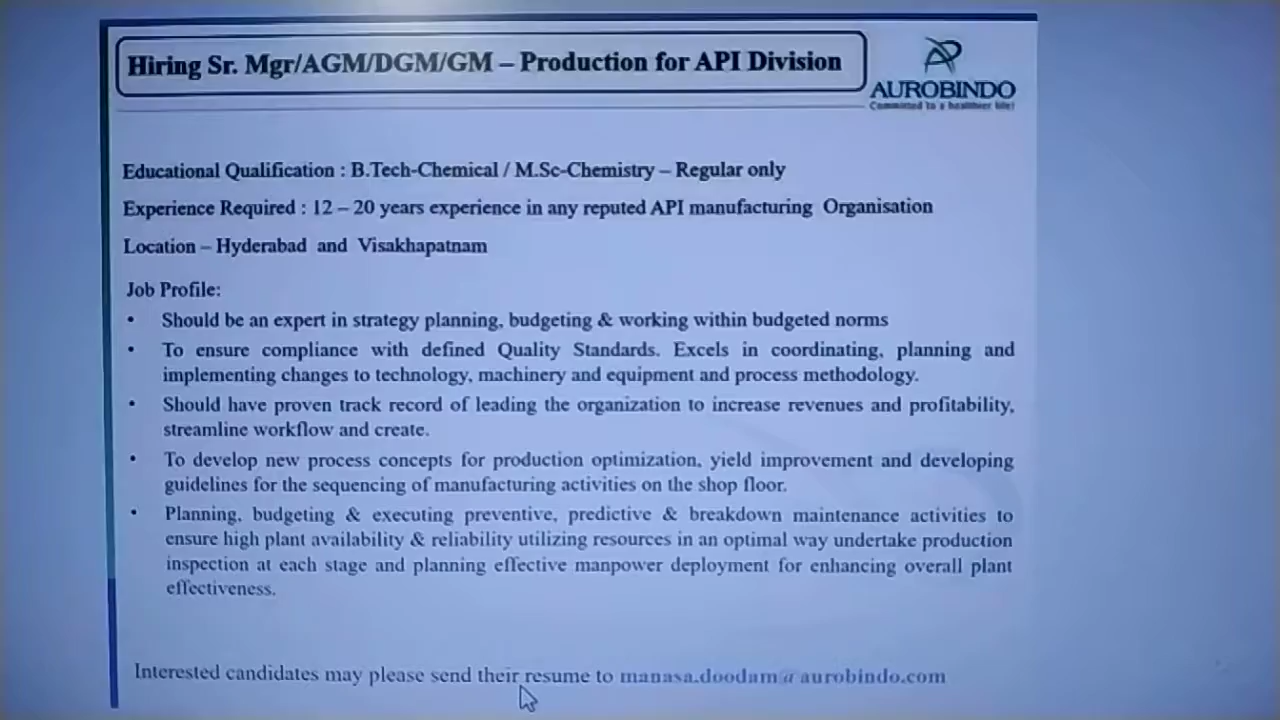 Hiring Sr. Mgr/AGM/DGM/GM – Production for API Division
AUROBINDO
Committed to a healthier life!
Educational Qualification : B.Tech-Chemical / M.Sc-Chemistry – Regular only
Experience Required : 12 – 20 years experience in any reputed API manufacturing Organisation
Location – Hyderabad and Visakhapatnam
Job Profile:
• Should be an expert in strategy planning, budgeting & working within budgeted norms
• To ensure compliance with defined Quality Standards. Excels in coordinating, planning and
implementing changes to technology, machinery and equipment and process methodology.
• Should have proven track record of leading the organization to increase revenues and profitability,
streamline workflow and create.
• To develop new process concepts for production optimization, yield improvement and developing
guidelines for the sequencing of manufacturing activities on the shop floor.
• Planning, budgeting & executing preventive, predictive & breakdown maintenance activities to
ensure high plant availability & reliability utilizing resources in an optimal way undertake production
inspection at each stage and planning effective manpower deployment for enhancing overall plant
effectiveness.
Interested candidates may please send their resume to manasa.doodam@aurobindo.com